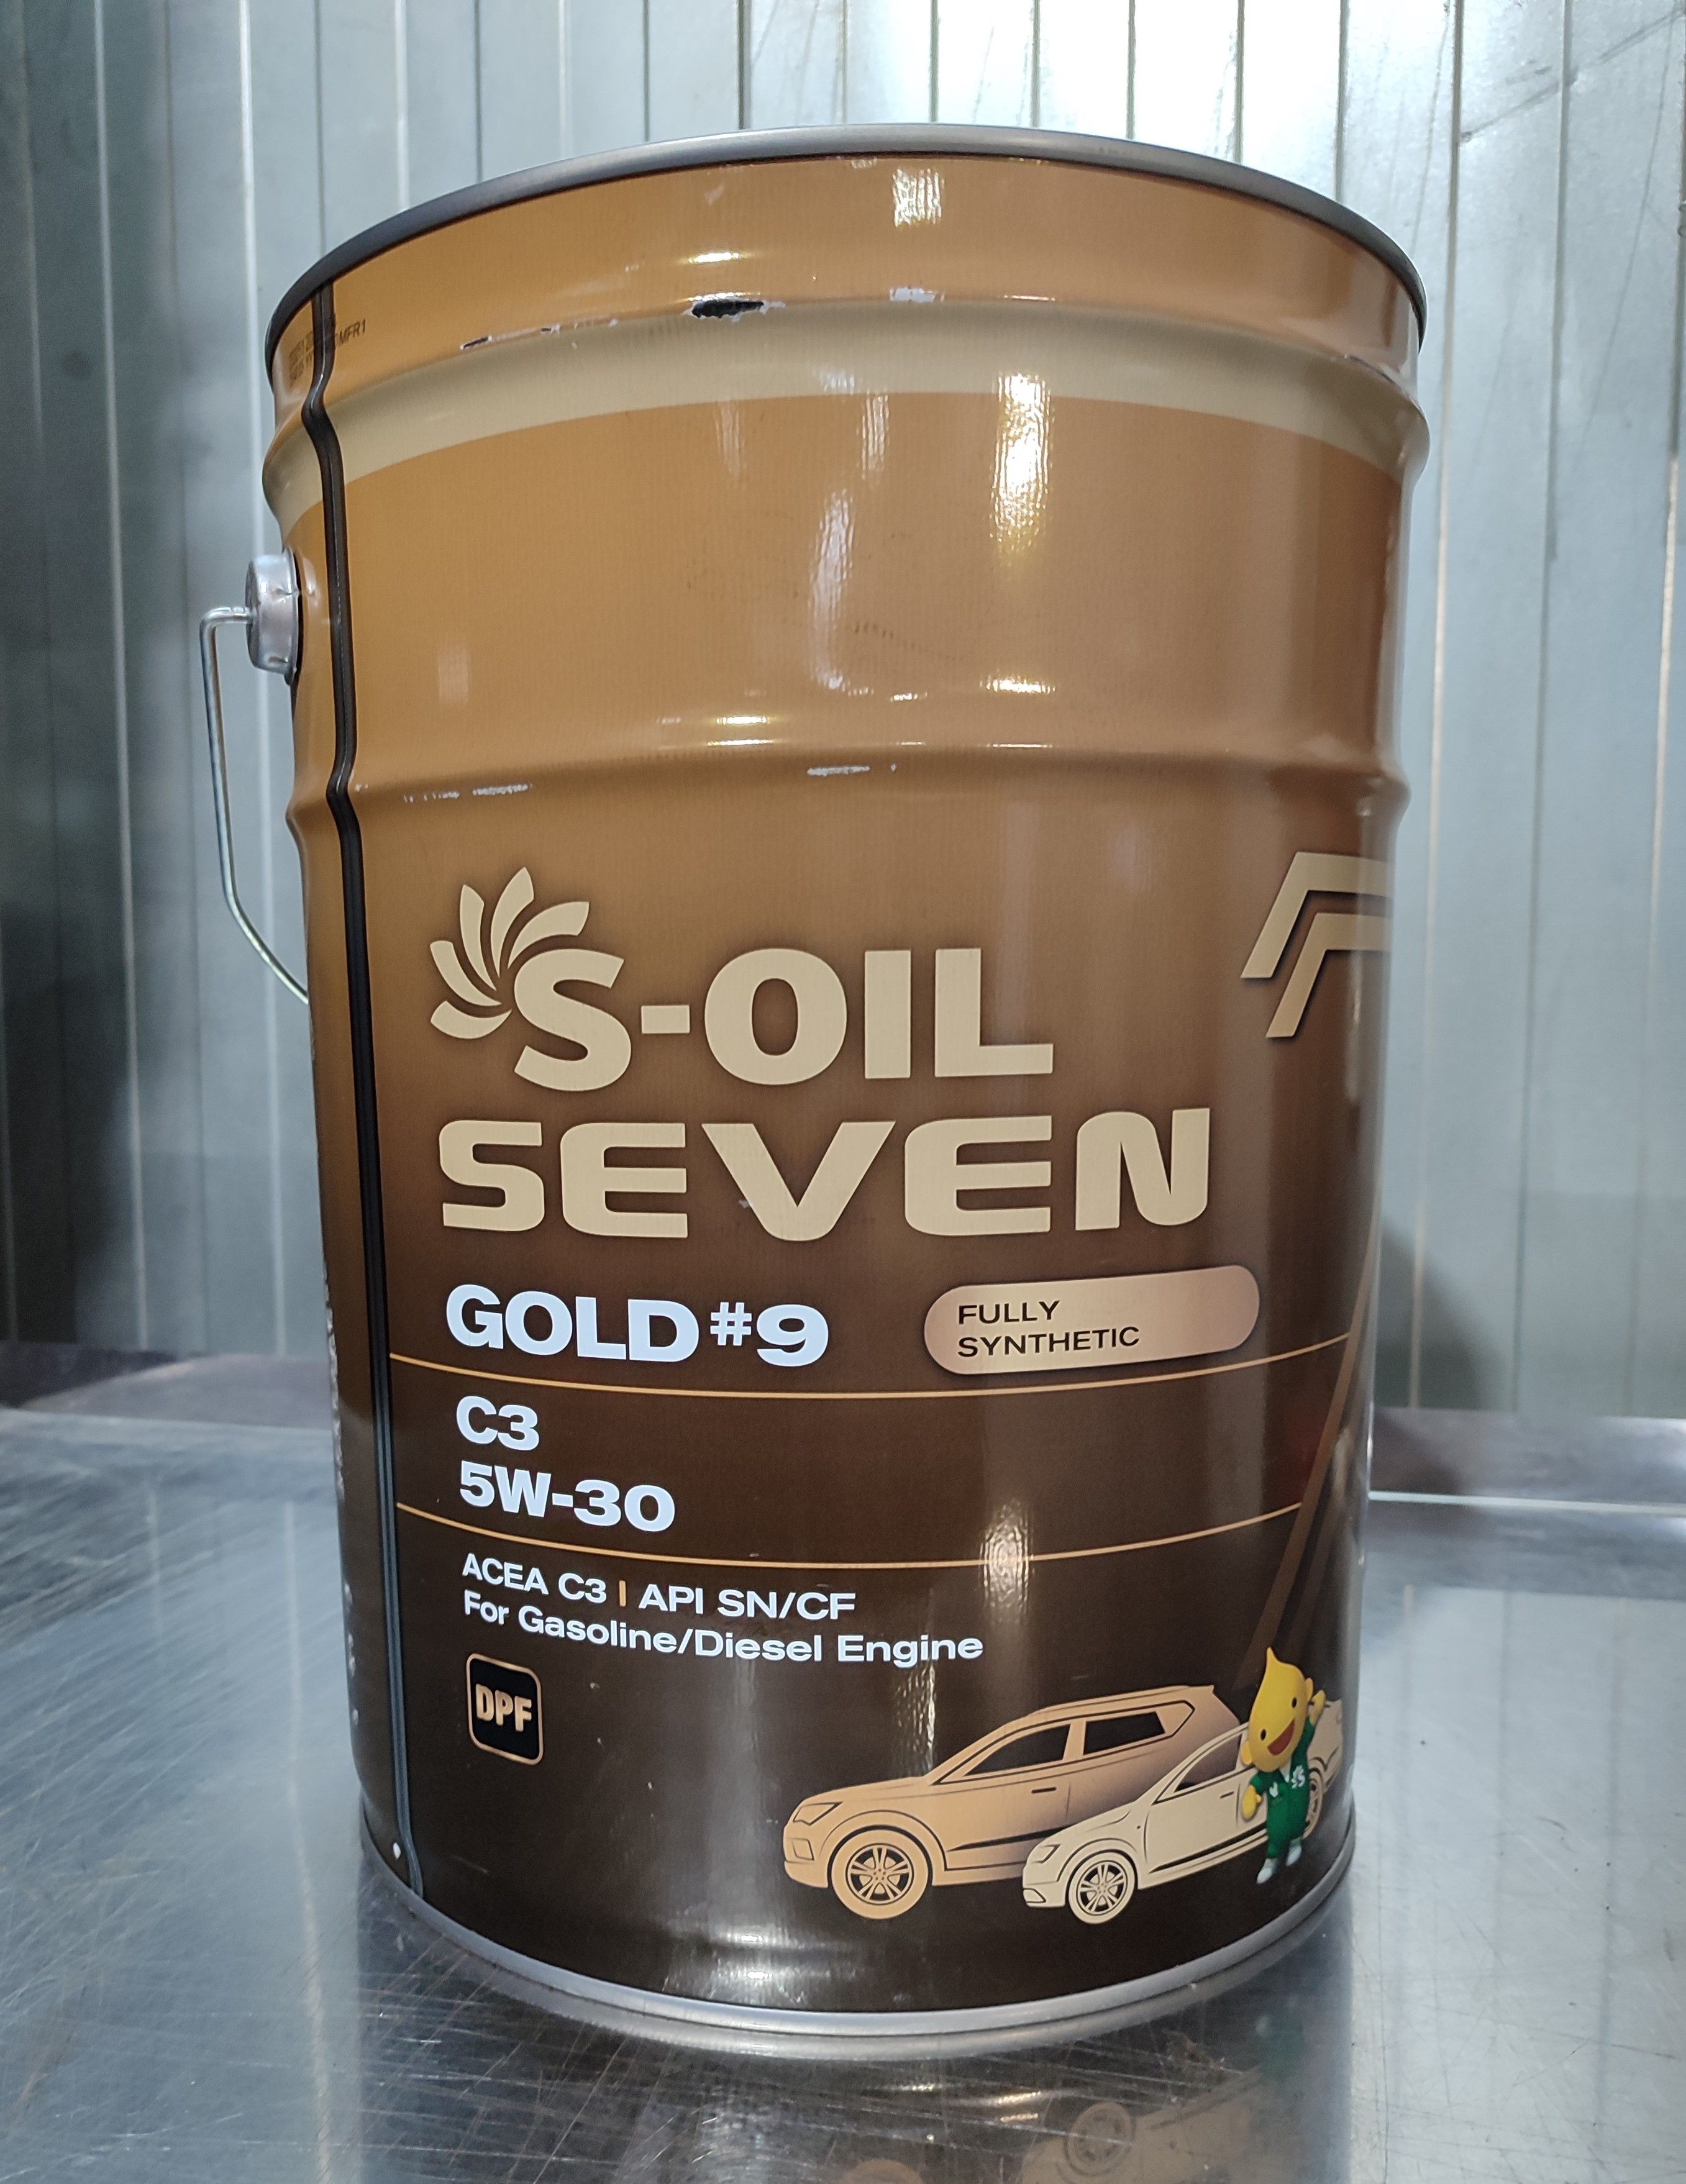 S-OIL
SEVEN
GOLD #9
FULLY
SYNTHETIC
C3
5W-30
ACEA C3 | API SN/CF
For Gasoline/Diesel Engine
DPF